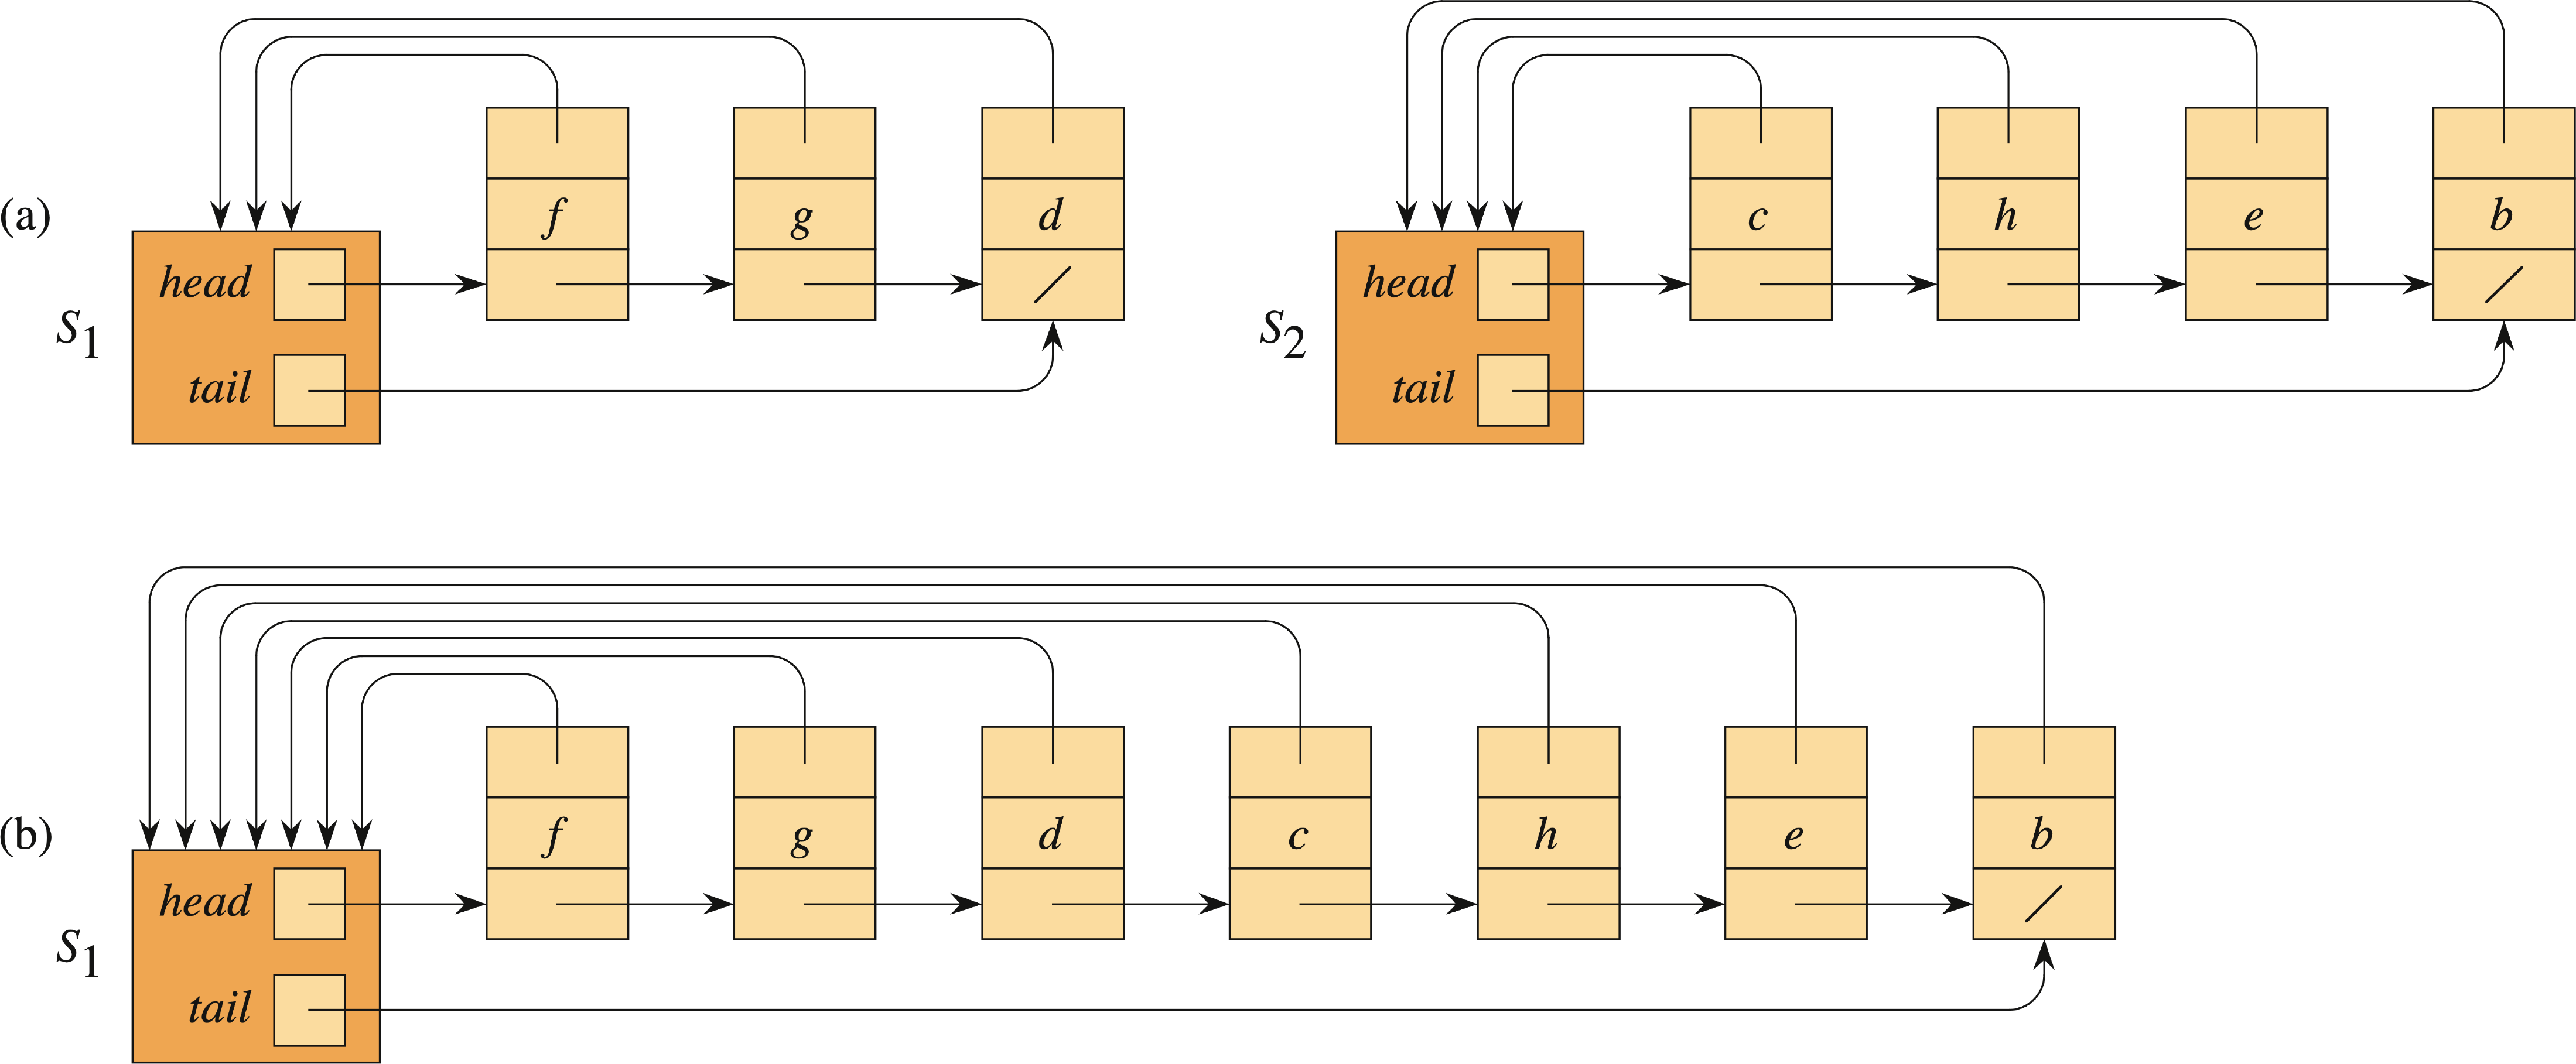 (a)
S1
head
tail
f
g
d
/
S2
head
tail
c
h
e
b
/
(b)
S1
head
tail
f
g
d
c
h
e
b
/